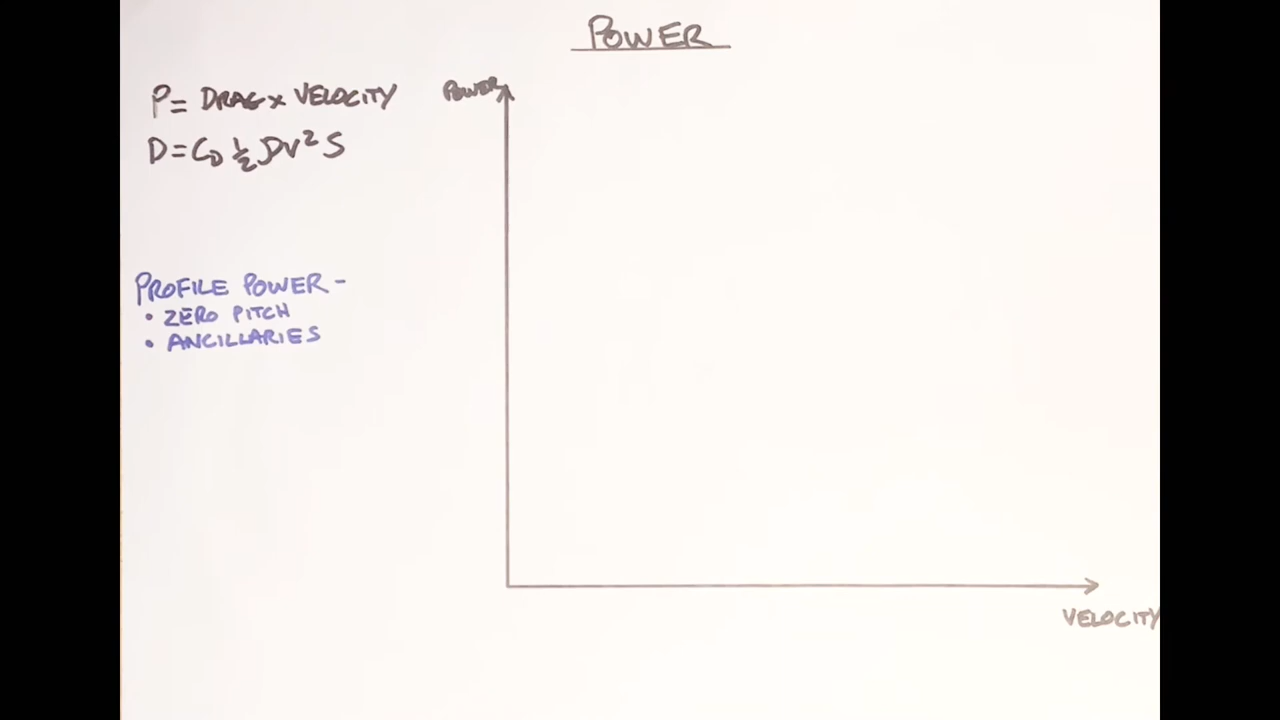 POWER
P = DRAG x VELOCITY
D = CD ½ ρV² S
POWER
PROFILE POWER -
• ZERO PITCH
• ANCILLARIES
VELOCITY